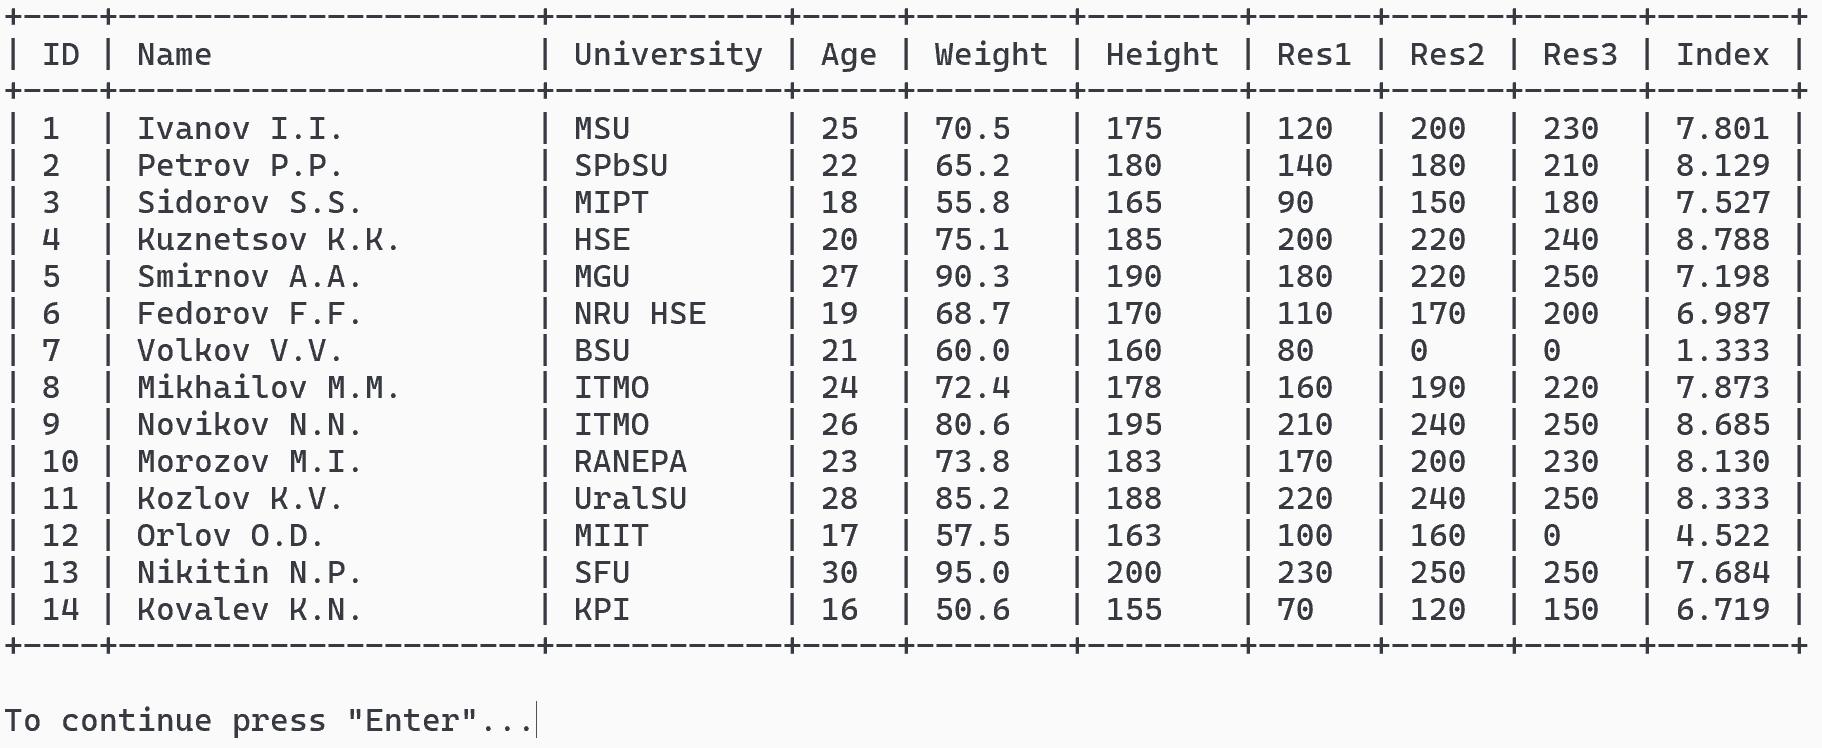 +----+----------------------+------------+-----+--------+--------+------+------+------+-------+
| ID | Name                 | University | Age | Weight | Height | Res1 | Res2 | Res3 | Index |
+----+----------------------+------------+-----+--------+--------+------+------+------+-------+
| 1  | Ivanov I.I.          | MSU        | 25  | 70.5   | 175    | 120  | 200  | 230  | 7.801 |
| 2  | Petrov P.P.          | SPbSU      | 22  | 65.2   | 180    | 140  | 180  | 210  | 8.129 |
| 3  | Sidorov S.S.         | MIPT       | 18  | 55.8   | 165    | 90   | 150  | 180  | 7.527 |
| 4  | Kuznetsov K.K.       | HSE        | 20  | 75.1   | 185    | 200  | 220  | 240  | 8.788 |
| 5  | Smirnov A.A.         | MGU        | 27  | 90.3   | 190    | 180  | 220  | 250  | 7.198 |
| 6  | Fedorov F.F.         | NRU HSE    | 19  | 68.7   | 170    | 110  | 170  | 200  | 6.987 |
| 7  | Volkov V.V.          | BSU        | 21  | 60.0   | 160    | 80   | 0    | 0    | 1.333 |
| 8  | Mikhailov M.M.       | ITMO       | 24  | 72.4   | 178    | 160  | 190  | 220  | 7.873 |
| 9  | Novikov N.N.         | ITMO       | 26  | 80.6   | 195    | 210  | 240  | 250  | 8.685 |
| 10 | Morozov M.I.         | RANEPA     | 23  | 73.8   | 183    | 170  | 200  | 230  | 8.130 |
| 11 | Kozlov K.V.          | UralSU     | 28  | 85.2   | 188    | 220  | 240  | 250  | 8.333 |
| 12 | Orlov O.D.           | MIIT       | 17  | 57.5   | 163    | 100  | 160  | 0    | 4.522 |
| 13 | Nikitin N.P.         | SFU        | 30  | 95.0   | 200    | 230  | 250  | 250  | 7.684 |
| 14 | Kovalev K.N.         | KPI        | 16  | 50.6   | 155    | 70   | 120  | 150  | 6.719 |
+----+----------------------+------------+-----+--------+--------+------+------+------+-------+
To continue press "Enter"...